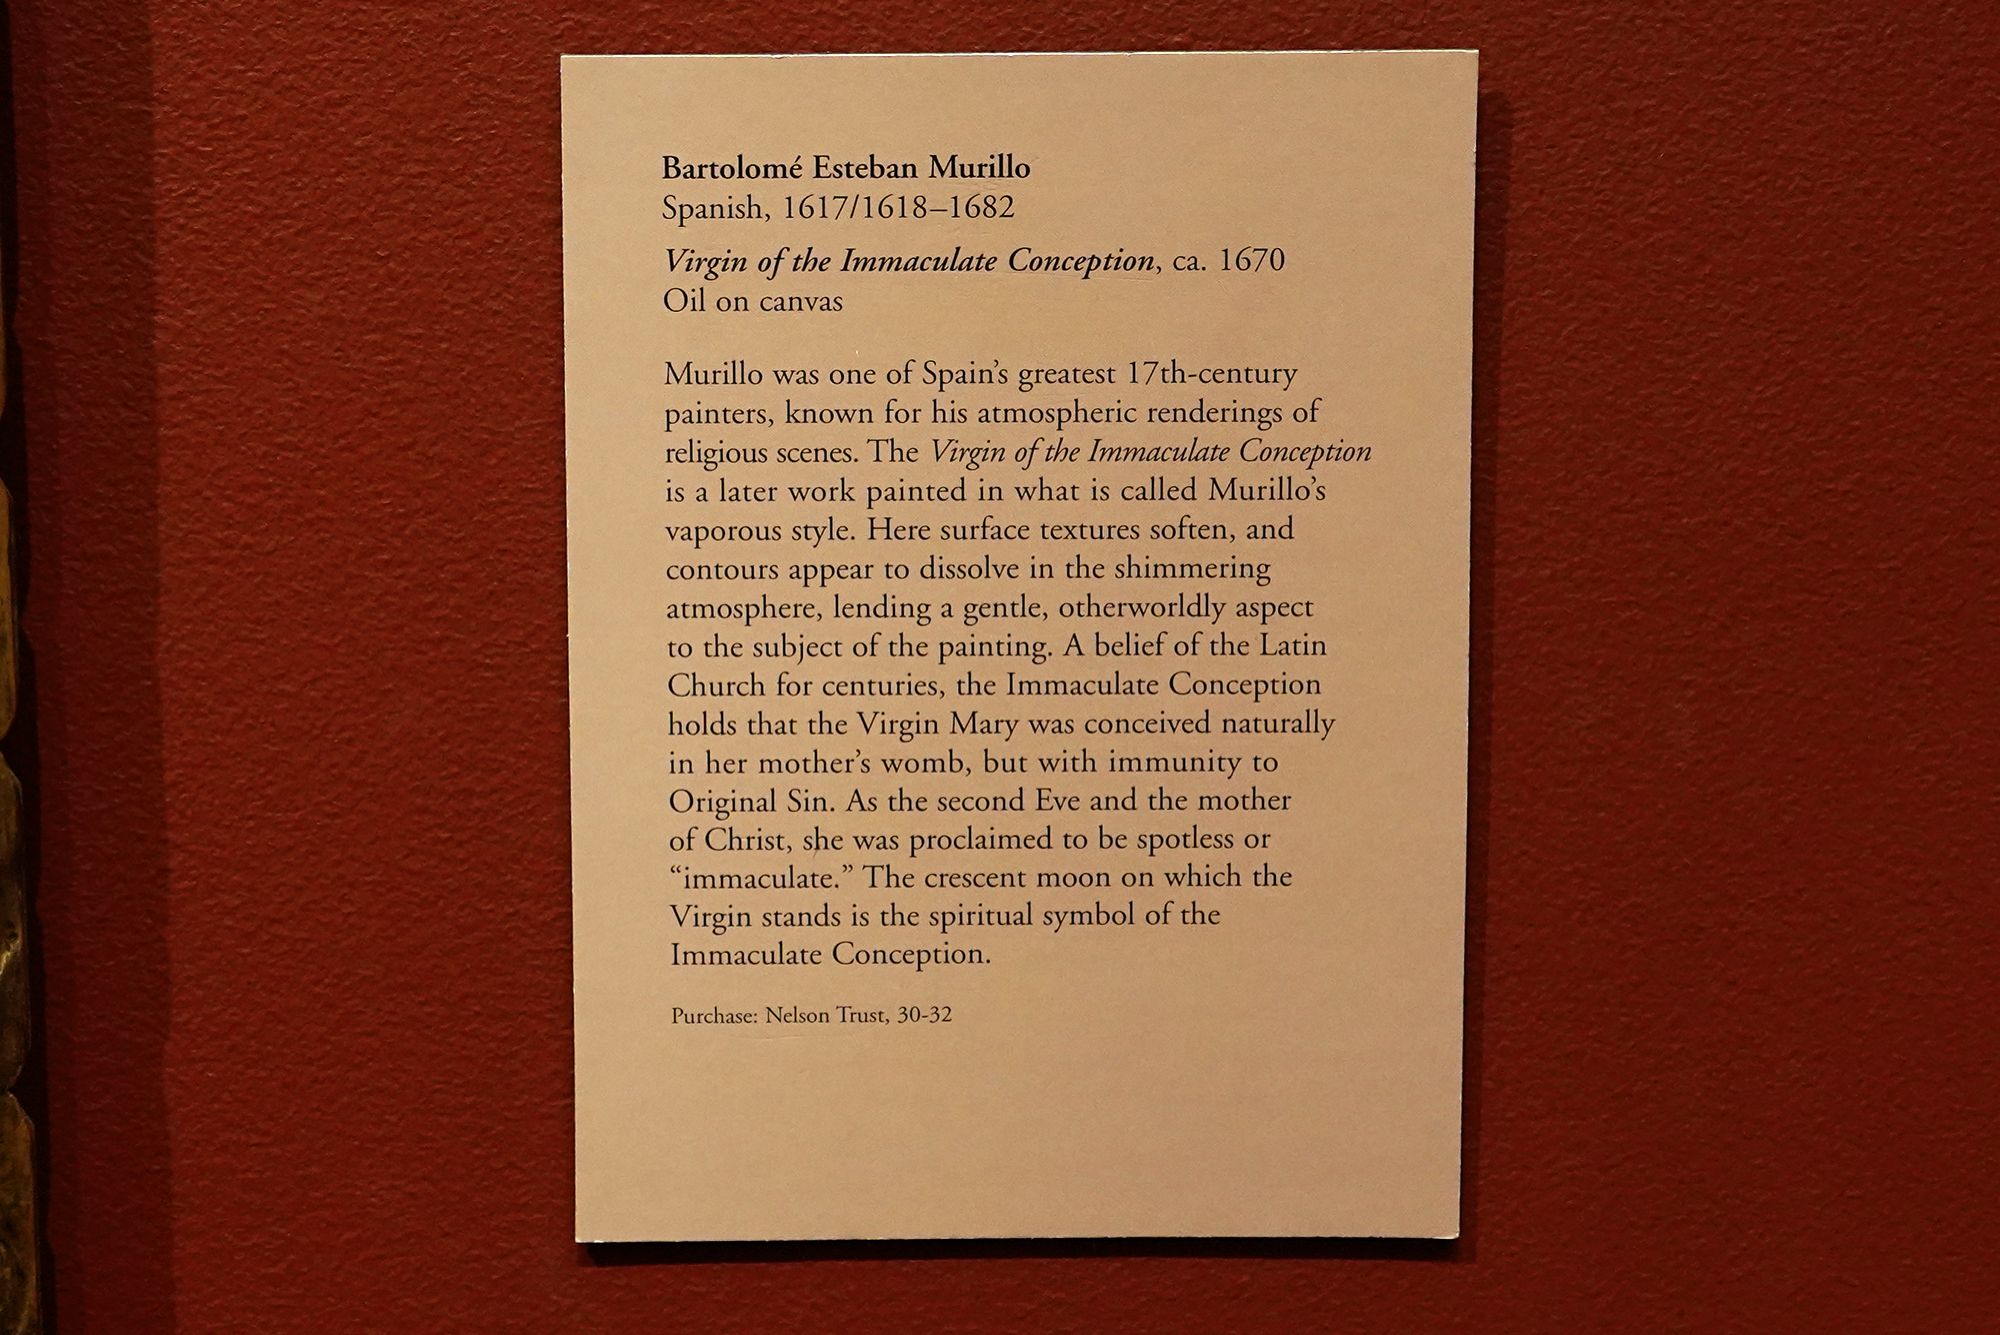 Bartolomé Esteban Murillo
Spanish, 1617/1618–1682
Virgin of the Immaculate Conception, ca. 1670
Oil on canvas
Murillo was one of Spain’s greatest 17th-century
painters, known for his atmospheric renderings of
religious scenes. The Virgin of the Immaculate Conception
is a later work painted in what is called Murillo’s
vaporous style. Here surface textures soften, and
contours appear to dissolve in the shimmering
atmosphere, lending a gentle, otherworldly aspect
to the subject of the painting. A belief of the Latin
Church for centuries, the Immaculate Conception
holds that the Virgin Mary was conceived naturally
in her mother’s womb, but with immunity to
Original Sin. As the second Eve and the mother
of Christ, she was proclaimed to be spotless or
“immaculate.” The crescent moon on which the
Virgin stands is the spiritual symbol of the
Immaculate Conception.
Purchase: Nelson Trust, 30-32